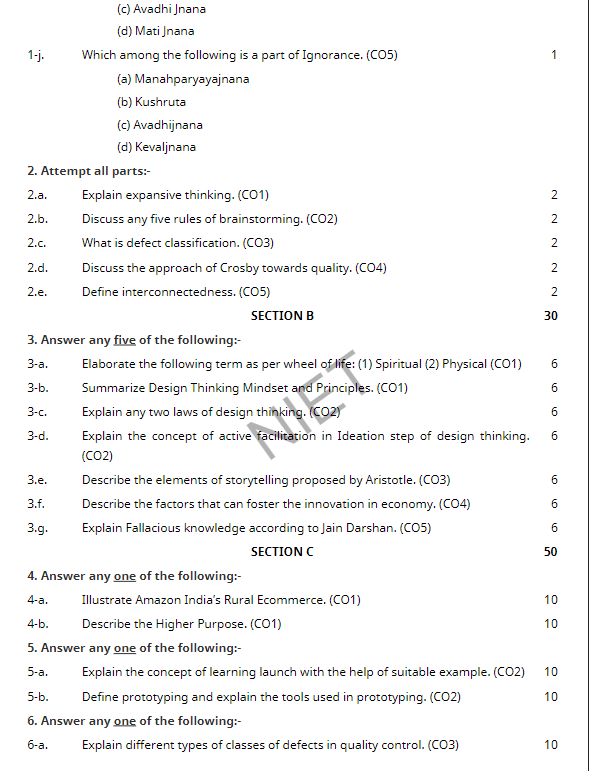 (c) Avadhi Jnana
(d) Mati Jnana
1-j. Which among the following is a part of Ignorance. (CO5) 1
(a) Manahparyayajnana
(b) Kushruta
(c) Avadhijnana
(d) Kevaljnana
2. Attempt all parts:-
2.a. Explain expansive thinking. (CO1) 2
2.b. Discuss any five rules of brainstorming. (CO2) 2
2.c. What is defect classification. (CO3) 2
2.d. Discuss the approach of Crosby towards quality. (CO4) 2
2.e. Define interconnectedness. (CO5) 2
SECTION B 30
3. Answer any five of the following:-
3-a. Elaborate the following term as per wheel of life: (1) Spiritual (2) Physical (CO1) 6
3-b. Summarize Design Thinking Mindset and Principles. (CO1) 6
3-c. Explain any two laws of design thinking. (CO2) 6
3-d. Explain the concept of active facilitation in Ideation step of design thinking. 6
(CO2)
3.e. Describe the elements of storytelling proposed by Aristotle. (CO3) 6
3.f. Describe the factors that can foster the innovation in economy. (CO4) 6
3.g. Explain Fallacious knowledge according to Jain Darshan. (CO5) 6
SECTION C 50
4. Answer any one of the following:-
4-a. Illustrate Amazon India's Rural Ecommerce. (CO1) 10
4-b. Describe the Higher Purpose. (CO1) 10
5. Answer any one of the following:-
5-a. Explain the concept of learning launch with the help of suitable example. (CO2) 10
5-b. Define prototyping and explain the tools used in prototyping. (CO2) 10
6. Answer any one of the following:-
6-a. Explain different types of classes of defects in quality control. (CO3) 10
NIET